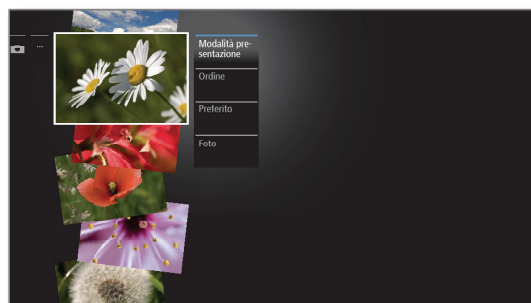 ...
Modalità pre-
sentazione
Ordine
Preferito
Foto